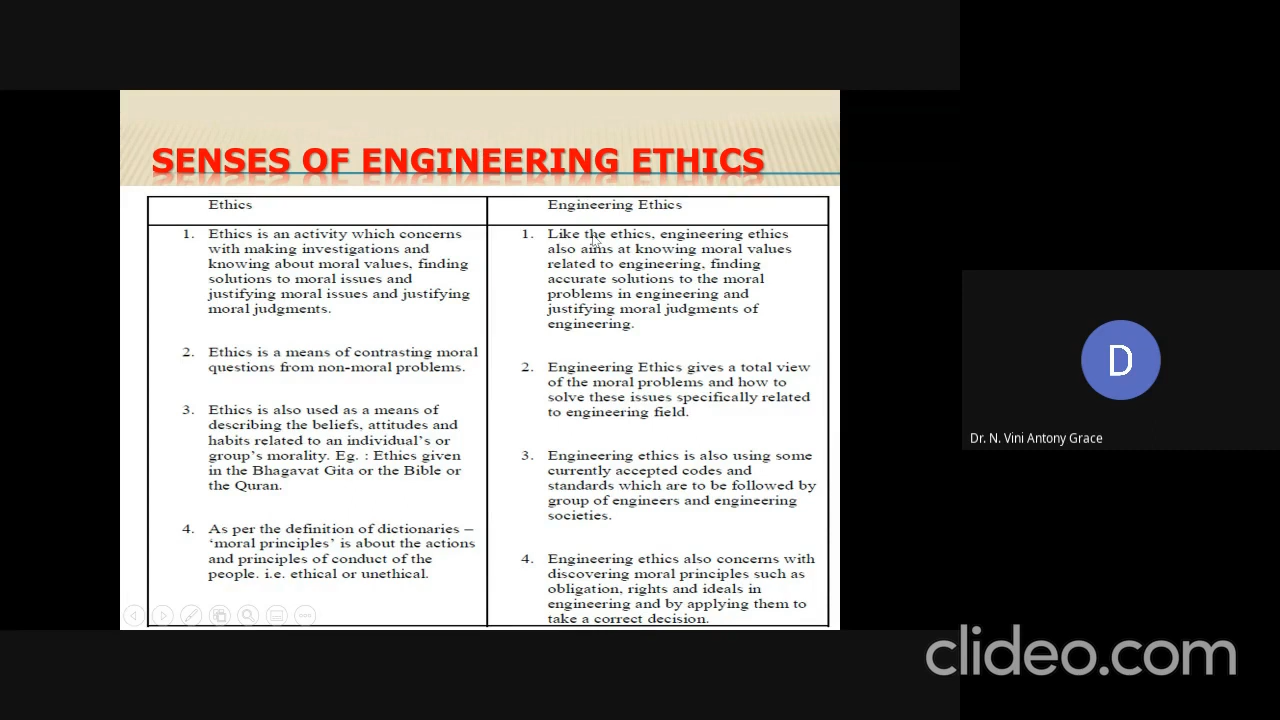 SENSES OF ENGINEERING ETHICS
Ethics
Engineering Ethics
1. Ethics is an activity which concerns
with making investigations and
knowing about moral values, finding
solutions to moral issues and
justifying moral issues and justifying
moral judgments.
2. Ethics is a means of contrasting moral
questions from non-moral problems.
3. Ethics is also used as a means of
describing the beliefs, attitudes and
habits related to an individual's or
group's morality. Eg. : Ethics given
in the Bhagavat Gita or the Bible or
the Quran.
4. As per the definition of dictionaries –
'moral principles' is about the actions
and principles of conduct of the
people. i.e. ethical or unethical.
1. Like the ethics, engineering ethics
also aims at knowing moral values
related to engineering, finding
accurate solutions to the moral
problems in engineering and
justifying moral judgments of
engineering.
2. Engineering Ethics gives a total view
of the moral problems and how to
solve these issues specifically related
to engineering field.
3. Engineering ethics is also using some
currently accepted codes and
standards which are to be followed by
group of engineers and engineering
societies.
4. Engineering ethics also concerns with
discovering moral principles such as
obligation, rights and ideals in
engineering and by applying them to
take a correct decision.
D
Dr. N. Vini Antony Grace
clideo.com